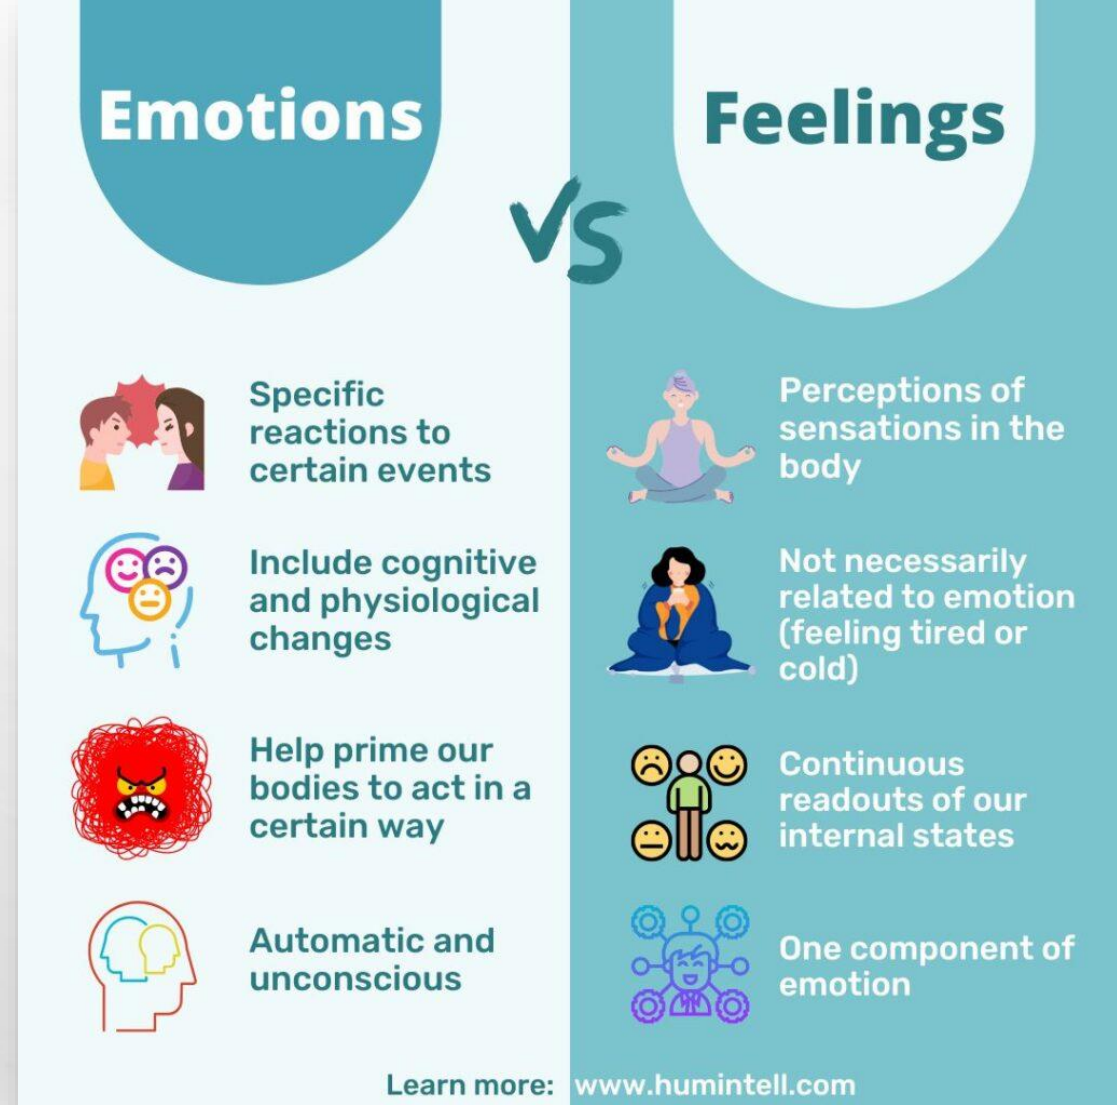 Emotions
VS
Feelings
Specific
reactions to
certain events
Include cognitive
and physiological
changes
Help prime our
bodies to act in a
certain way
Automatic and
unconscious
Perceptions of
sensations in the
body
Not necessarily
related to emotion
(feeling tired or
cold)
Continuous
readouts of our
internal states
One component of
emotion
Learn more: www.humintell.com